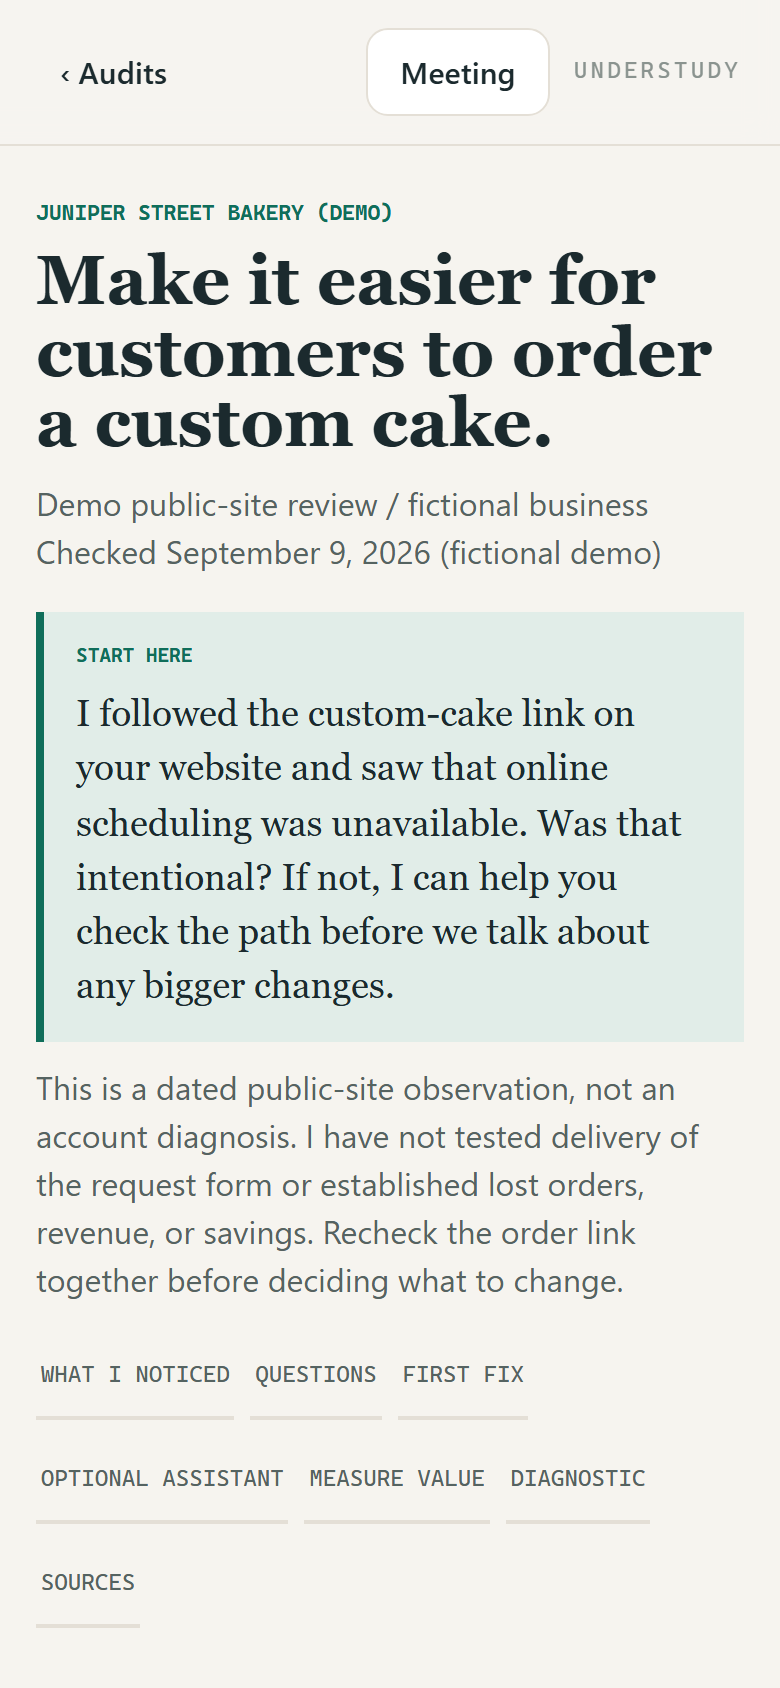 ‹ Audits
Meeting
UNDERSTUDY
JUNIPER STREET BAKERY (DEMO)
Make it easier for
customers to order
a custom cake.
Demo public-site review / fictional business
Checked September 9, 2026 (fictional demo)
START HERE
I followed the custom-cake link on
your website and saw that online
scheduling was unavailable. Was that
intentional? If not, I can help you
check the path before we talk about
any bigger changes.
This is a dated public-site observation, not an
account diagnosis. I have not tested delivery of
the request form or established lost orders,
revenue, or savings. Recheck the order link
together before deciding what to change.
WHAT I NOTICED QUESTIONS FIRST FIX
OPTIONAL ASSISTANT MEASURE VALUE DIAGNOSTIC
SOURCES